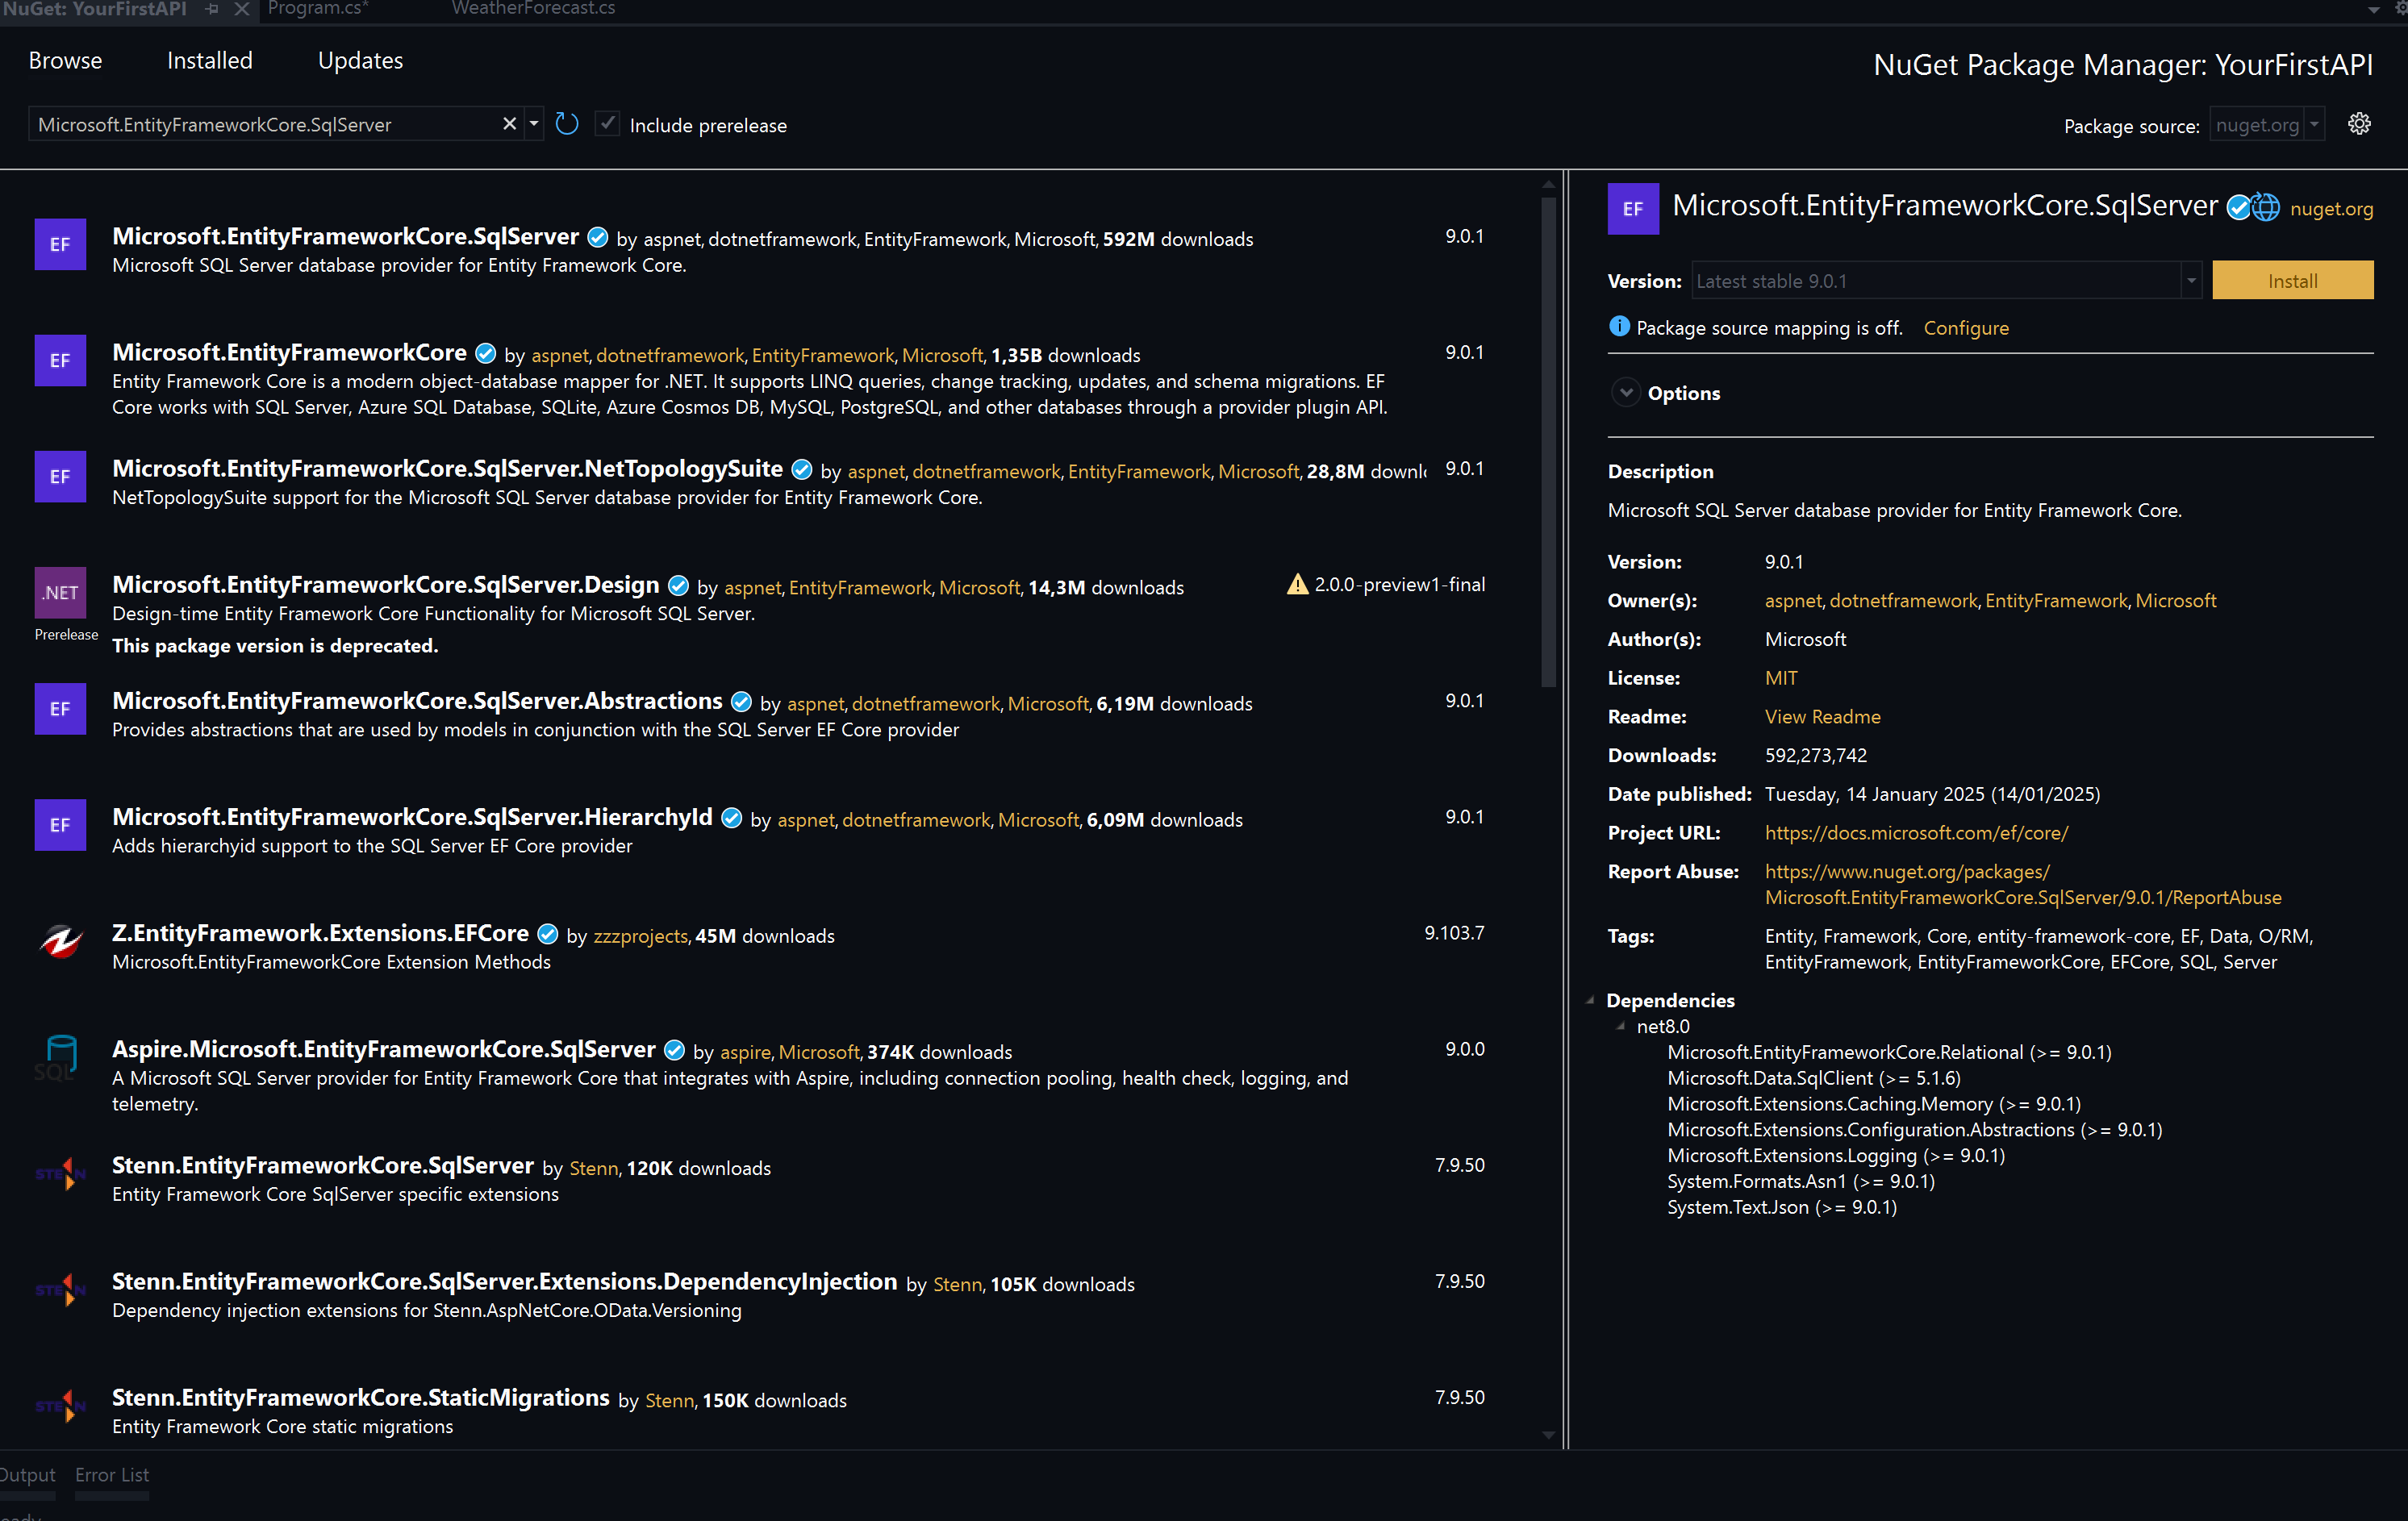 NuGet: YourFirstAPI
Program.cs*
WeatherForecast.cs
Browse
Installed
Updates
NuGet Package Manager: YourFirstAPI
Microsoft.EntityFrameworkCore.SqlServer
Include prerelease
Package source: nuget.org
EF
Microsoft.EntityFrameworkCore.SqlServer by aspnet, dotnetframework, EntityFramework, Microsoft, 592M downloads
9.0.1
Microsoft SQL Server database provider for Entity Framework Core.
EF
Microsoft.EntityFrameworkCore by aspnet, dotnetframework, EntityFramework, Microsoft, 1,35B downloads
9.0.1
Entity Framework Core is a modern object-database mapper for .NET. It supports LINQ queries, change tracking, updates, and schema migrations. EF
Core works with SQL Server, Azure SQL Database, SQLite, Azure Cosmos DB, MySQL, PostgreSQL, and other databases through a provider plugin API.
EF
Microsoft.EntityFrameworkCore.SqlServer.NetTopologySuite by aspnet, dotnetframework, EntityFramework, Microsoft, 28,8M
9.0.1
NetTopologySuite support for the Microsoft SQL Server database provider for Entity Framework Core.
.NET
Prerelease
Microsoft.EntityFrameworkCore.SqlServer.Design by aspnet, EntityFramework, Microsoft, 14,3M downloads
2.0.0-preview1-final
Design-time Entity Framework Core Functionality for Microsoft SQL Server.
This package version is deprecated.
EF
Microsoft.EntityFrameworkCore.SqlServer.Abstractions by aspnet, dotnetframework, Microsoft, 6,19M downloads
9.0.1
Provides abstractions that are used by models in conjunction with the SQL Server EF Core provider
EF
Microsoft.EntityFrameworkCore.SqlServer.HierarchyId by aspnet, dotnetframework, Microsoft, 6,09M downloads
9.0.1
Adds hierarchyid support to the SQL Server EF Core provider
Z.EntityFramework.Extensions.EFCore by zzzprojects, 45M downloads
9.103.7
Microsoft.EntityFrameworkCore Extension Methods
SQL
Aspire.Microsoft.EntityFrameworkCore.SqlServer by aspire, Microsoft, 374K downloads
9.0.0
A Microsoft SQL Server provider for Entity Framework Core that integrates with Aspire, including connection pooling, health check, logging, and
telemetry.
Stenn.EntityFrameworkCore.SqlServer by Stenn, 120K downloads
7.9.50
Entity Framework Core SqlServer specific extensions
Stenn.EntityFrameworkCore.SqlServer.Extensions.DependencyInjection by Stenn, 105K downloads
7.9.50
Dependency injection extensions for Stenn.AspNetCore.OData.Versioning
Stenn.EntityFrameworkCore.StaticMigrations by Stenn, 150K downloads
7.9.50
Entity Framework Core static migrations
EF
Microsoft.EntityFrameworkCore.SqlServer
nuget.org
Version: Latest stable 9.0.1
Install
Package source mapping is off. Configure
Options
Description
Microsoft SQL Server database provider for Entity Framework Core.
Version: 9.0.1
Owner(s): aspnet, dotnetframework, EntityFramework, Microsoft
Author(s): Microsoft
License: MIT
Readme: View Readme
Downloads: 592,273,742
Date published: Tuesday, 14 January 2025 (14/01/2025)
Project URL: https://docs.microsoft.com/ef/core/
Report Abuse: https://www.nuget.org/packages/
Microsoft.EntityFrameworkCore.SqlServer/9.0.1/ReportAbuse
Tags: Entity, Framework, Core, entity-framework-core, EF, Data, O/RM,
EntityFramework, EntityFrameworkCore, EFCore, SQL, Server
Dependencies
net8.0
Microsoft.EntityFrameworkCore.Relational (>= 9.0.1)
Microsoft.Data.SqlClient (>= 5.1.6)
Microsoft.Extensions.Caching.Memory (>= 9.0.1)
Microsoft.Extensions.Configuration.Abstractions (>= 9.0.1)
Microsoft.Extensions.Logging (>= 9.0.1)
System.Formats.Asn1 (>= 9.0.1)
System.Text.Json (>= 9.0.1)
Output
Error List